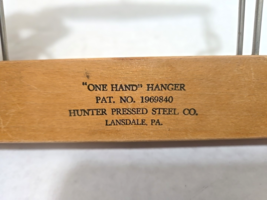 "ONE HAND" HANGER
PAT. NO. 1969840
HUNTER PRESSED STEEL CO.
LANSDALE, PA.